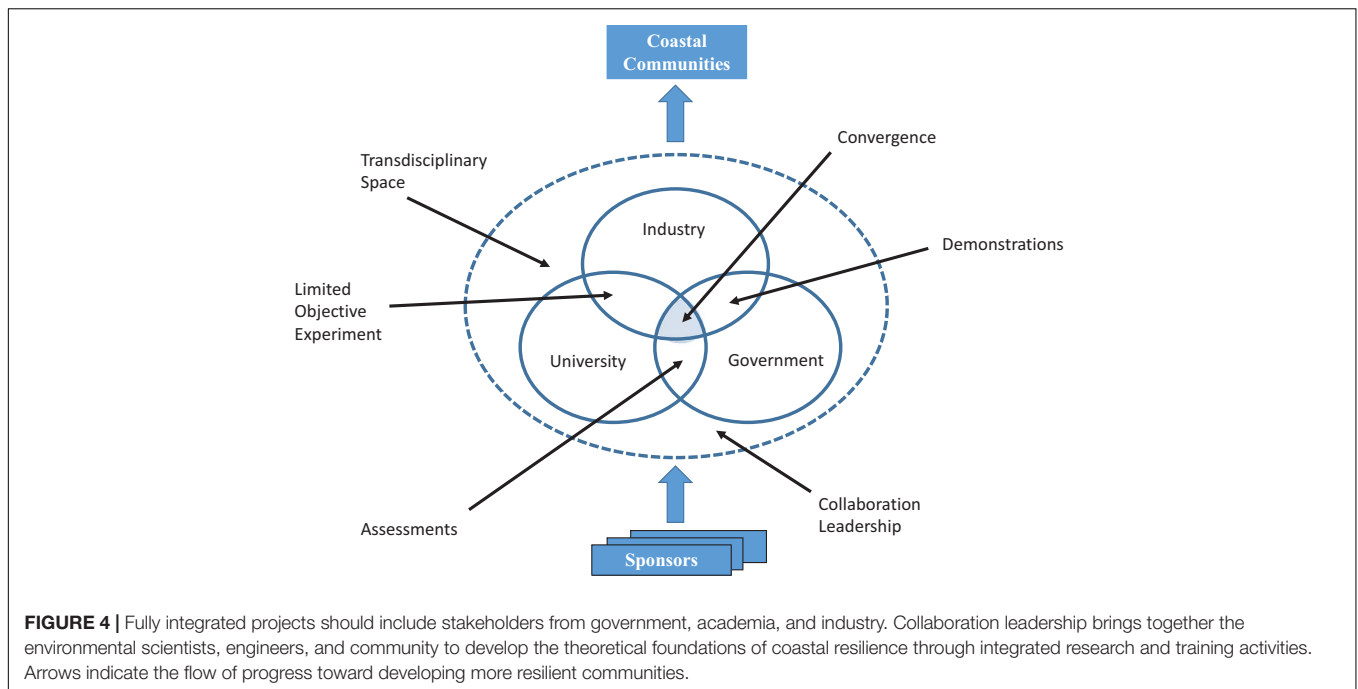 Coastal
Communities
Convergence
Transdisciplinary
Space
Industry
Demonstrations
Limited
Objective
Experiment
University
Government
Assessments
Collaboration
Leadership
Sponsors
FIGURE 4 | Fully integrated projects should include stakeholders from government, academia, and industry. Collaboration leadership brings together the
environmental scientists, engineers, and community to develop the theoretical foundations of coastal resilience through integrated research and training activities.
Arrows indicate the flow of progress toward developing more resilient communities.